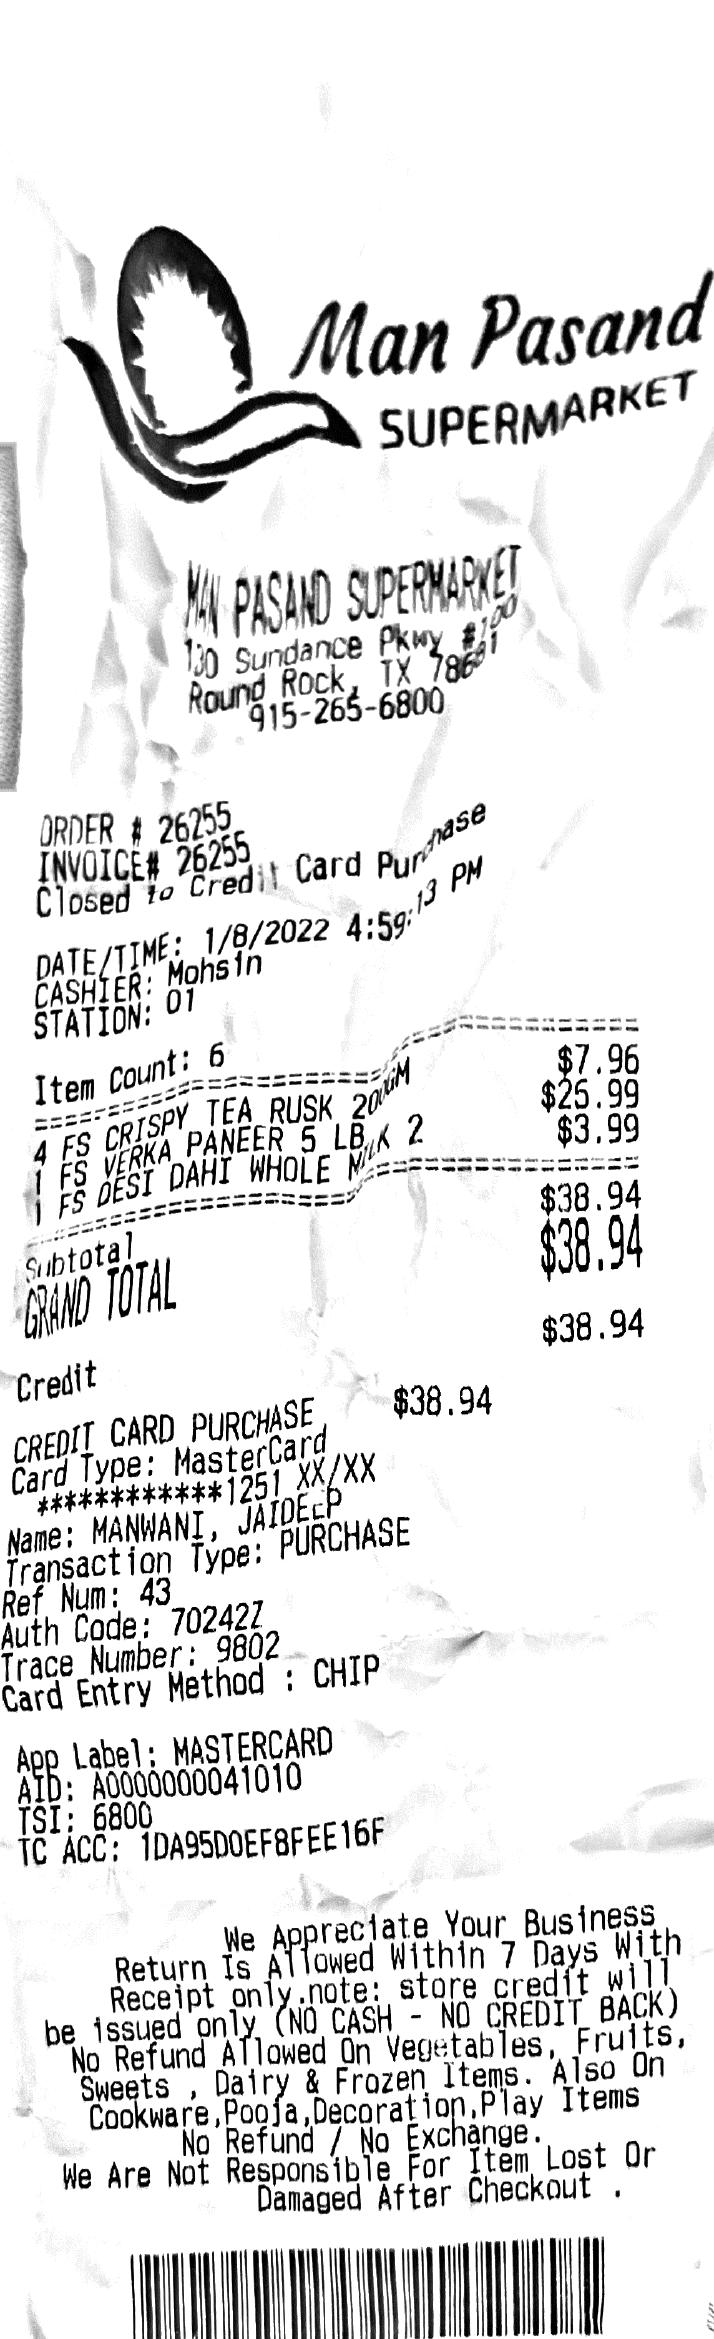 Man Pasand
SUPERMARKET
MAN PASAND SUPERMARKET
130 Sundance Pkwy #100
Round Rock, TX 78681
915-265-6800
ORDER # 26255
INVOICE# 26255
Closed to Credit Card Purchase
DATE/TIME: 1/8/2022 4:59:13 PM
CASHIER: Mohsin
STATION: 01
Item Count: 6
4 FS CRISPY TEA RUSK 200GM $7.96
1 FS VERKA PANEER 5 LB $25.99
1 FS DESI DAHI WHOLE MILK 2 $3.99
Subtotal $38.94
GRAND TOTAL $38.94
Credit $38.94
CREDIT CARD PURCHASE $38.94
Card Type: MasterCard
************1251 XX/XX
Name: MANWANI, JAIDEEP
Transaction Type: PURCHASE
Ref Num: 43
Auth Code: 70242Z
Trace Number: 9802
Card Entry Method : CHIP
App Label: MASTERCARD
AID: A0000000041010
TSI: 6800
TC ACC: 1DA95D0EF8FEE16F
We Appreciate Your Business
Return Is Allowed Within 7 Days With
Receipt only.note: store credit will
be issued only (NO CASH - NO CREDIT BACK)
No Refund Allowed On Vegetables, Fruits,
Sweets , Dairy & Frozen Items. Also On
Cookware,Pooja,Decoration,Play Items
No Refund / No Exchange.
We Are Not Responsible For Item Lost Or
Damaged After Checkout .